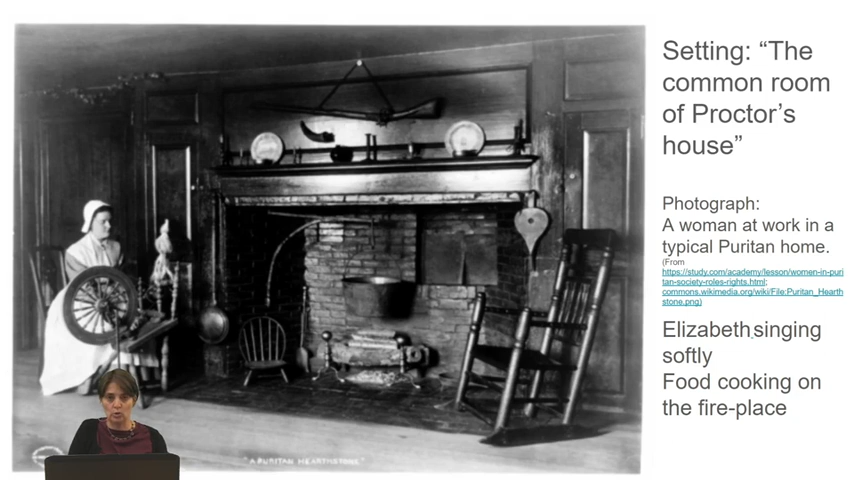 Setting: “The
common room
of Proctor’s
house”
Photograph:
A woman at work in a
typical Puritan home.
(From
https://study.com/academy/lesson/women-in-puri
tan-society-roles-rights.html;
commons.wikimedia.org/wiki/File:Puritan_Hearth
stone.png)
Elizabeth singing
softly
Food cooking on
the fire-place
"A PURITAN HEARTHSTONE."